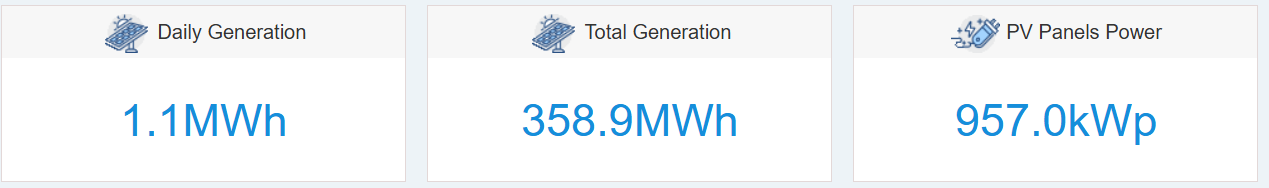 Daily Generation
1.1MWh
Total Generation
358.9MWh
PV Panels Power
957.0kWp